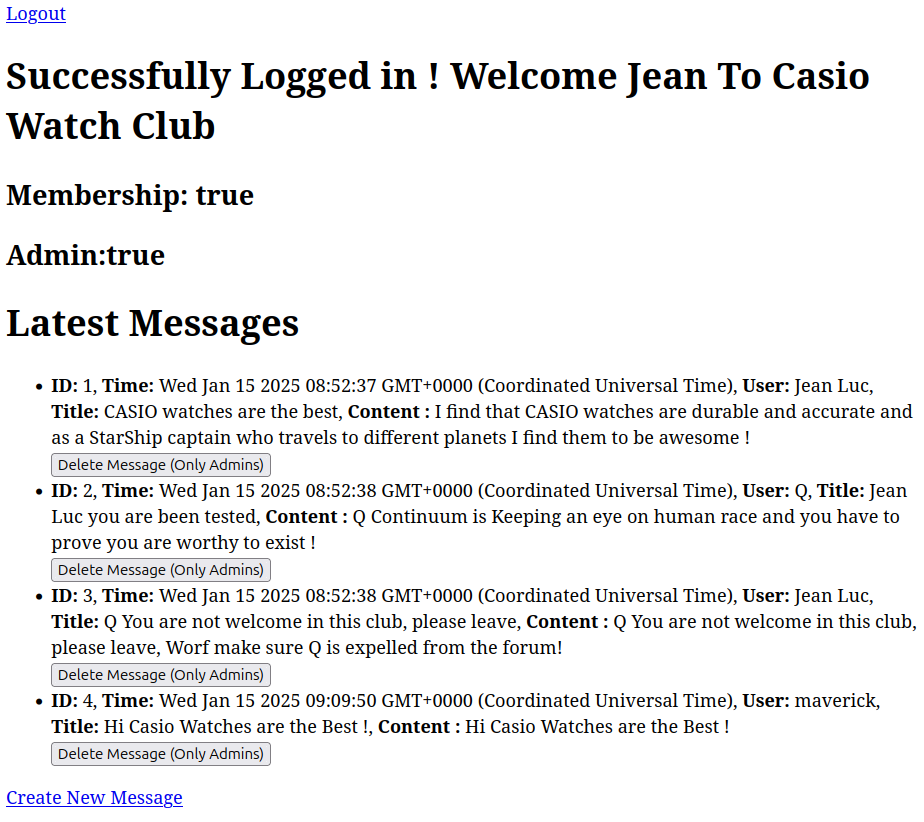 Logout
Successfully Logged in ! Welcome Jean To Casio
Watch Club
Membership: true
Admin:true
Latest Messages
• ID: 1, Time: Wed Jan 15 2025 08:52:37 GMT+0000 (Coordinated Universal Time), User: Jean Luc,
Title: CASIO watches are the best, Content : I find that CASIO watches are durable and accurate and
as a StarShip captain who travels to different planets I find them to be awesome !
Delete Message (Only Admins)
• ID: 2, Time: Wed Jan 15 2025 08:52:38 GMT+0000 (Coordinated Universal Time), User: Q, Title: Jean
Luc you are been tested, Content : Q Continuum is Keeping an eye on human race and you have to
prove you are worthy to exist !
Delete Message (Only Admins)
• ID: 3, Time: Wed Jan 15 2025 08:52:38 GMT+0000 (Coordinated Universal Time), User: Jean Luc,
Title: Q You are not welcome in this club, please leave, Content : Q You are not welcome in this club,
please leave, Worf make sure Q is expelled from the forum!
Delete Message (Only Admins)
• ID: 4, Time: Wed Jan 15 2025 09:09:50 GMT+0000 (Coordinated Universal Time), User: maverick,
Title: Hi Casio Watches are the Best !, Content : Hi Casio Watches are the Best !
Delete Message (Only Admins)
Create New Message